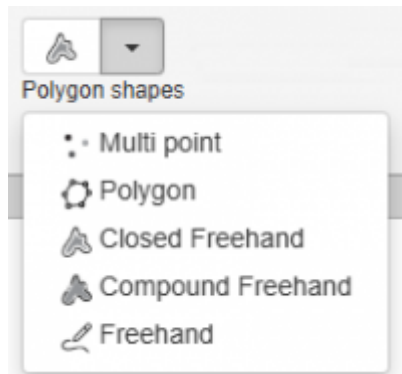 Polygon shapes
Multi point
Polygon
Closed Freehand
Compound Freehand
Freehand